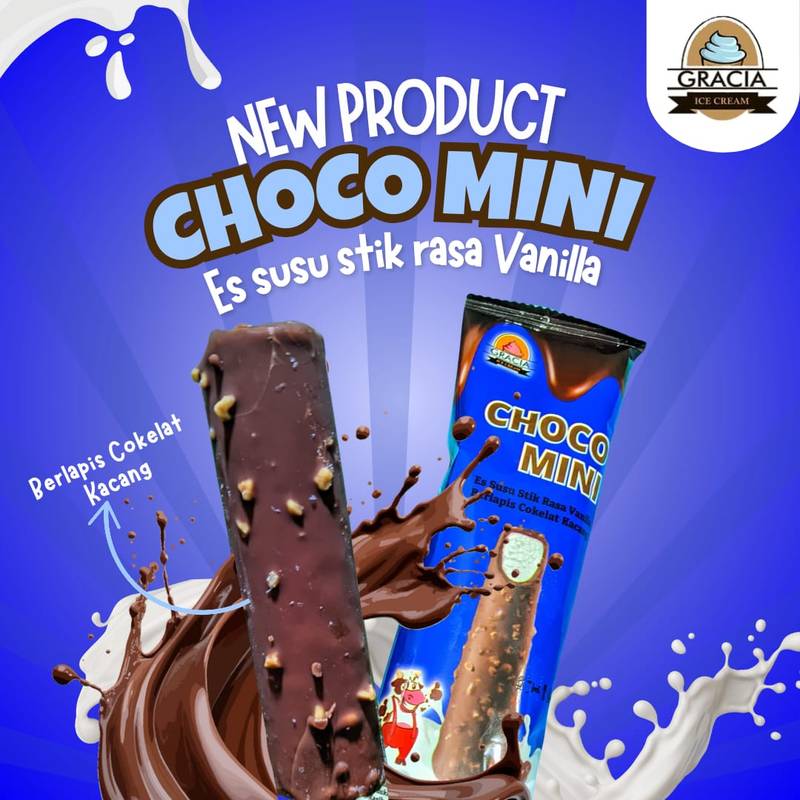 GRACIA
ICE CREAM
NEW PRODUCT
CHOCO MINI
Es susu stik rasa Vanilla
Berlapis Cokelat
Kacang
GRACIA
CHOCO
MINI
Es Susu Stik Rasa
Berlapis Cokelat